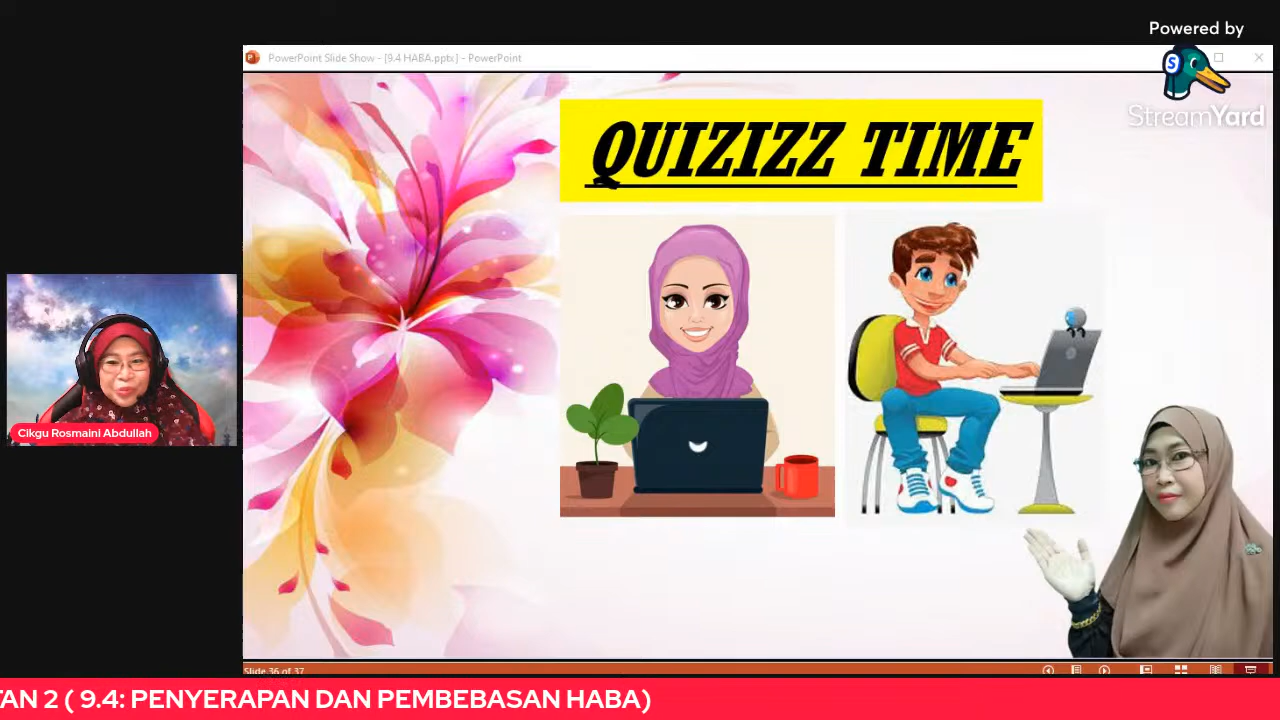 Powered by
PowerPoint Slide Show - [9.4 HABA.pptx] - PowerPoint
S
StreamYard
QUIZIZZ TIME
Cikgu Rosmaini Abdullah
Slide 36 of 37
TAN 2 ( 9.4: PENYERAPAN DAN PEMBEBASAN HABA)